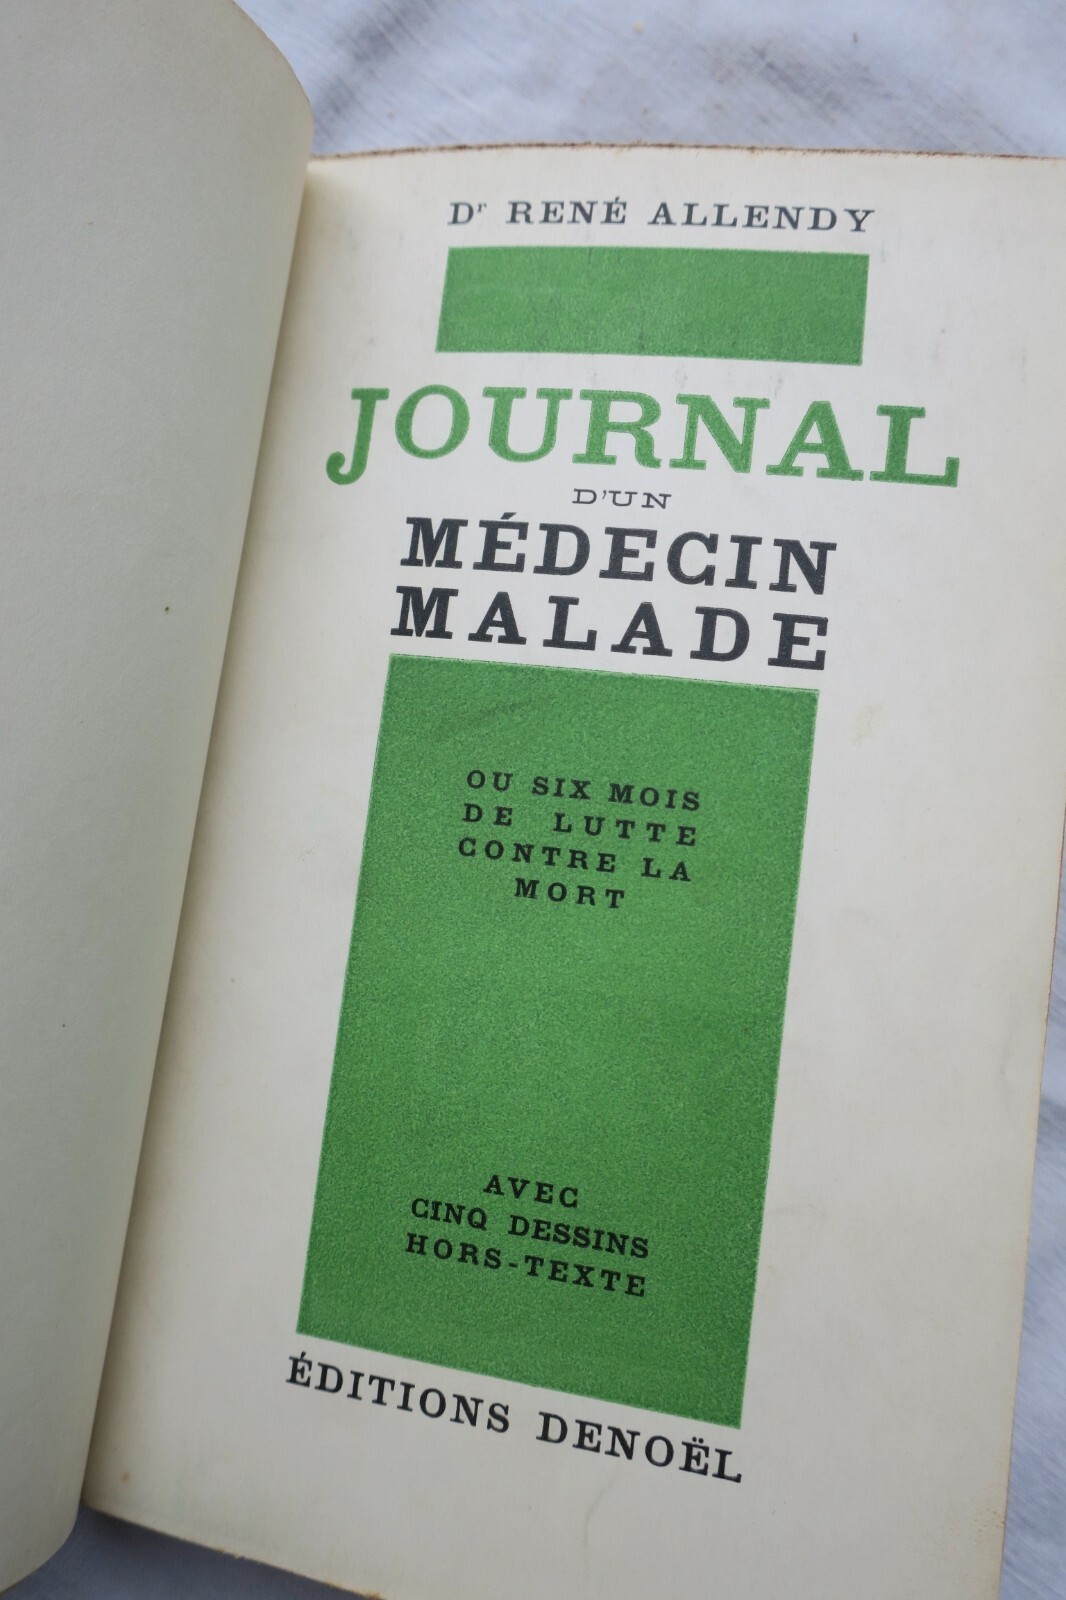 Dr RENÉ ALLENDY
JOURNAL
D'UN
MÉDECIN
MALADE
OU SIX MOIS
DE LUTTE
CONTRE LA
MORT
AVEC
CINQ DESSINS
HORS-TEXTE
ÉDITIONS DENOËL